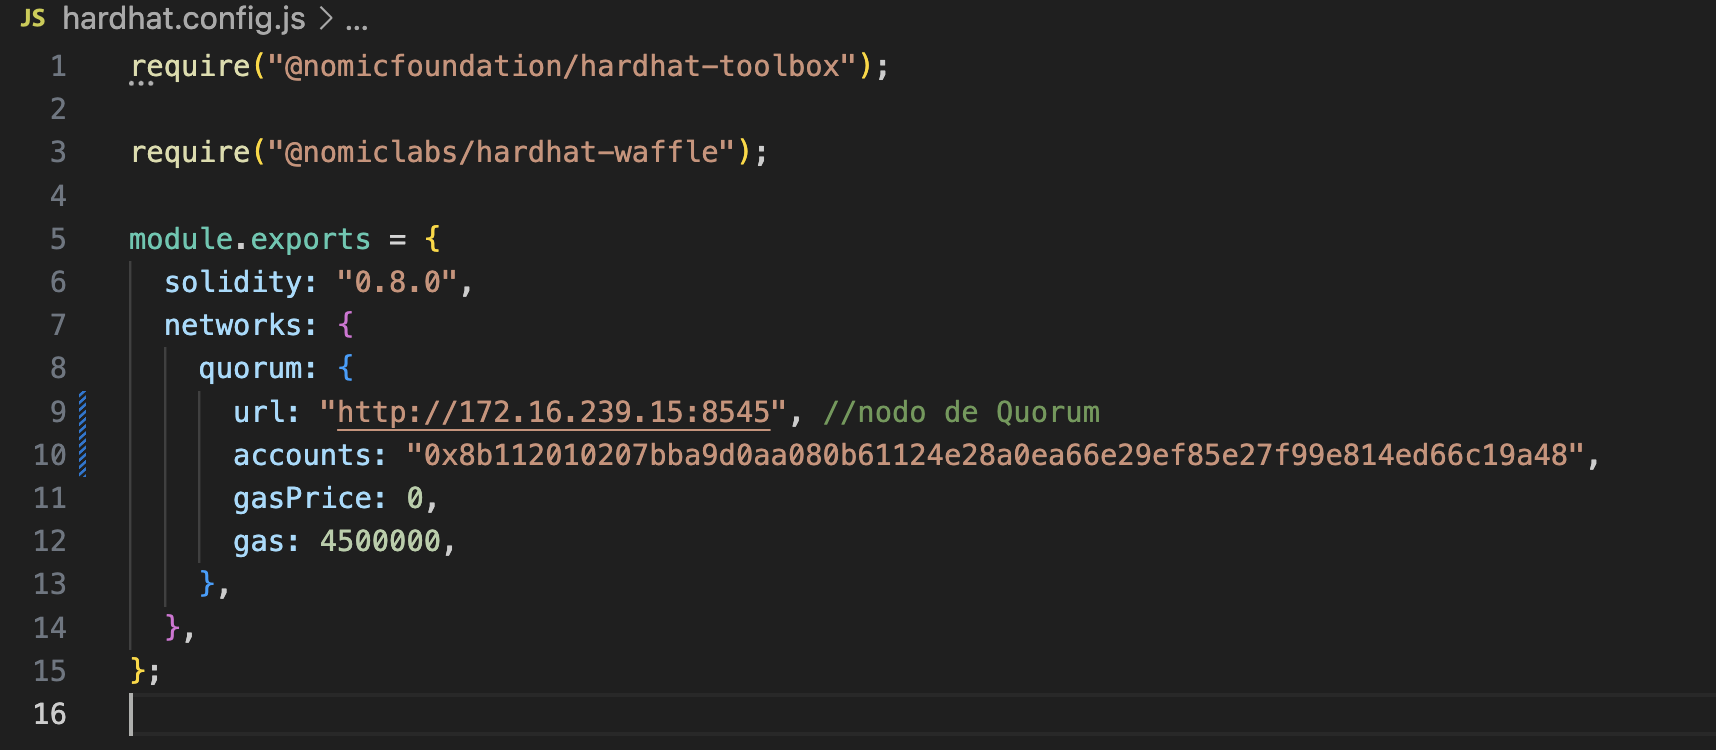 JS hardhat.config.js > ...
1 require("@nomicfoundation/hardhat-toolbox");
2
3 require("@nomiclabs/hardhat-waffle");
4
5 module.exports = {
6 solidity: "0.8.0",
7 networks: {
8 quorum: {
9 url: "http://172.16.239.15:8545", //nodo de Quorum
10 accounts: "0x8b112010207bba9d0aa080b61124e28a0ea66e29ef85e27f99e814ed66c19a48",
11 gasPrice: 0,
12 gas: 4500000,
13 },
14 },
15 };
16